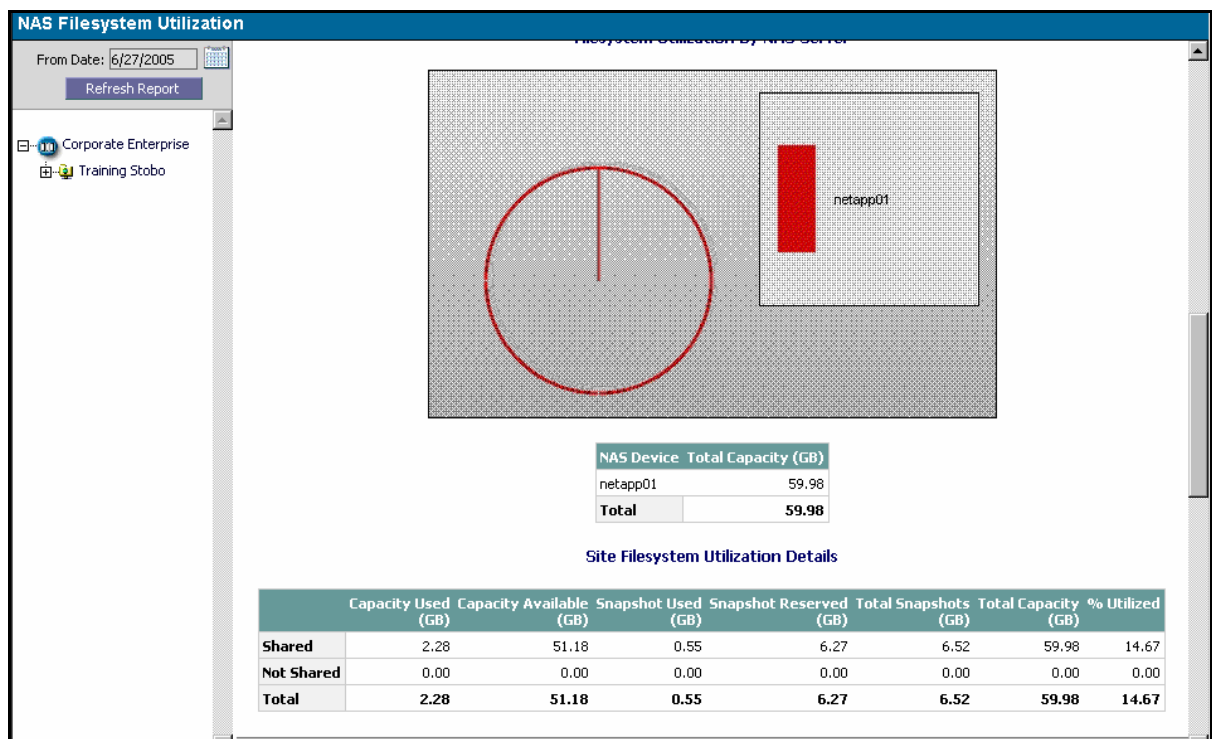 NAS Filesystem Utilization
From Date: 6/27/2005
Refresh Report
Corporate Enterprise
Training Stobo
Filesystem Utilization By NAS Server
netapp01
NAS Device Total Capacity (GB)
netapp01 59.98
Total 59.98
Site Filesystem Utilization Details
Capacity Used (GB) Capacity Available (GB) Snapshot Used (GB) Snapshot Reserved (GB) Total Snapshots (GB) Total Capacity (GB) % Utilized
Shared 2.28 51.18 0.55 6.27 6.52 59.98 14.67
Not Shared 0.00 0.00 0.00 0.00 0.00 0.00 0.00
Total 2.28 51.18 0.55 6.27 6.52 59.98 14.67